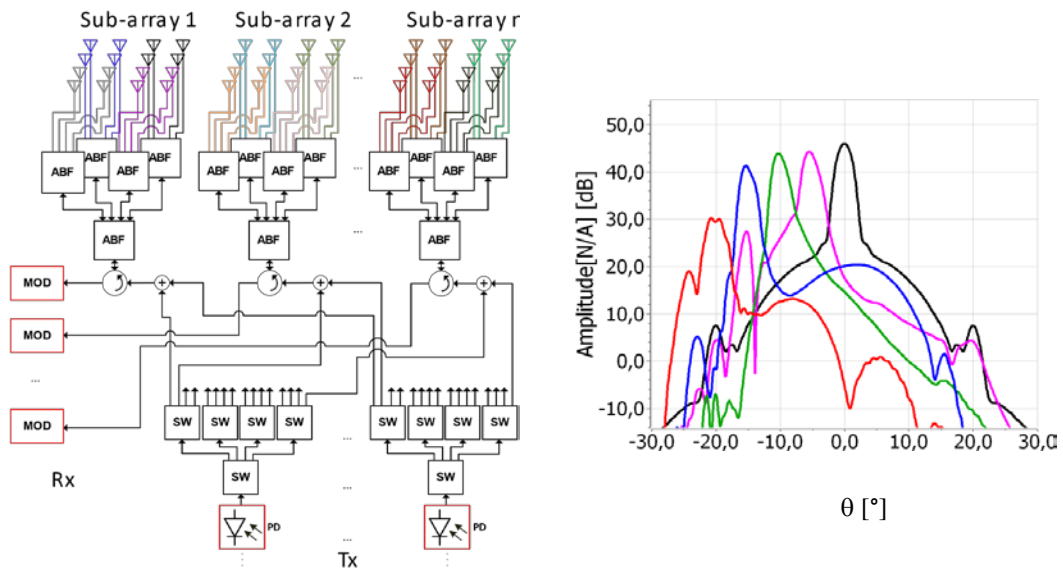 Sub-array 1 Sub-array 2 Sub-array n
...
ABF ABF ABF ABF ABF ABF ABF ABF ABF ABF ABF ABF
...
ABF ABF ... ABF
MOD + + +
MOD
...
MOD
SW SW SW SW ... SW SW SW SW
Rx
SW ... SW
PD ... PD
Tx
Amplitude[N/A] [dB]
50,0
40,0
30,0
20,0
10,0
0,0
-10,0
-30,0 -20,0 -10,0 0,0 10,0 20,0 30,0
θ [°]